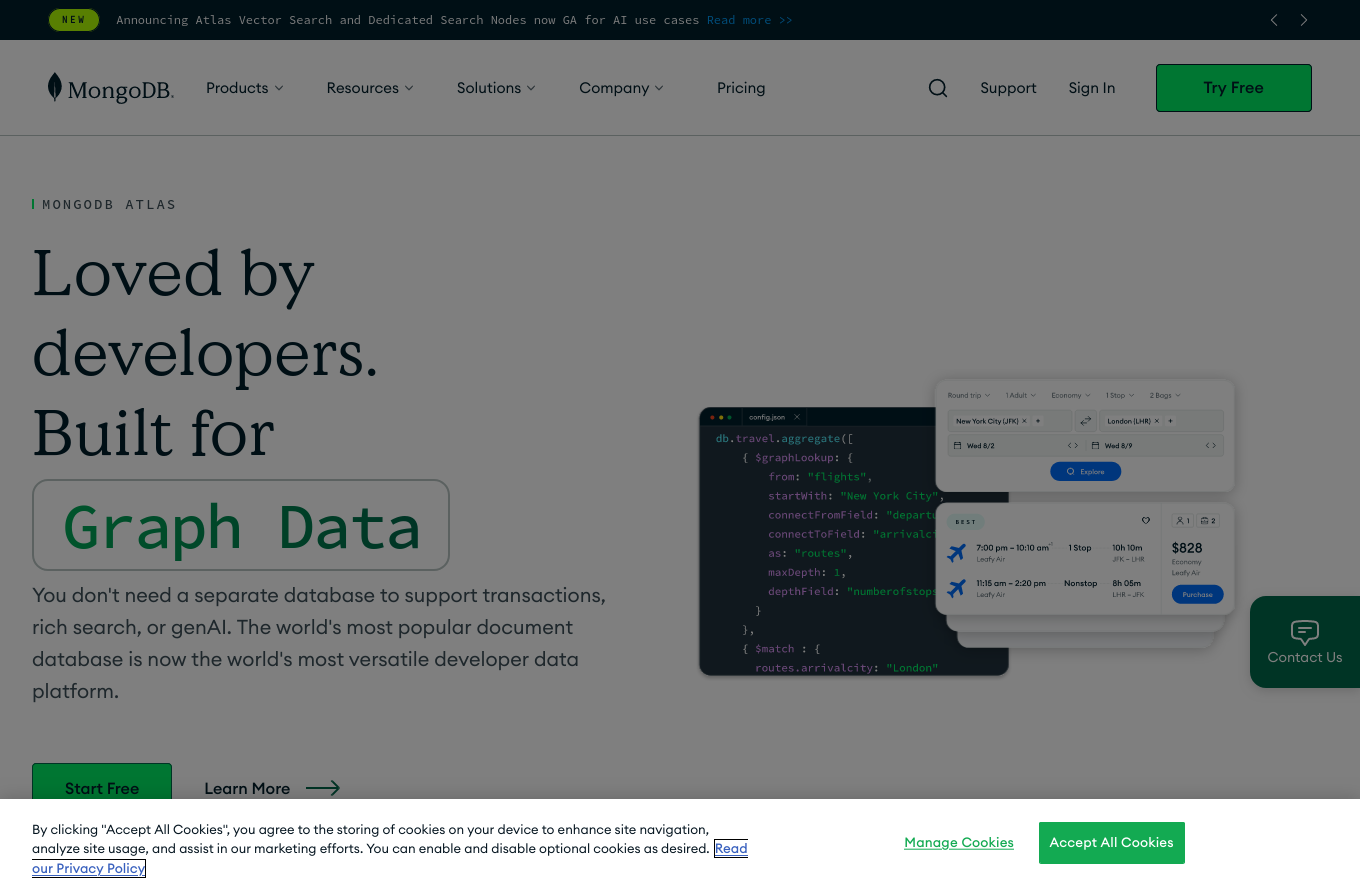 NEW Announcing Atlas Vector Search and Dedicated Search Nodes now GA for AI use cases Read more >>
MongoDB. Products Resources Solutions Company Pricing Support Sign In Try Free
MONGODB ATLAS
Loved by
developers.
Built for
Graph Data
You don't need a separate database to support transactions,
rich search, or genAI. The world's most popular document
database is now the world's most versatile developer data
platform.
Start Free Learn More
config.json
db.travel.aggregate([
{ $graphLookup: {
from: "flights",
startWith: "New York City",
connectFromField: "departu
connectToField: "arrivalci
as: "routes",
maxDepth: 1,
depthField: "numberofstops
}
},
{ $match : {
routes.arrivalcity: "London"
Round trip 1 Adult Economy 1 Stop 2 Bags
New York City (JFK) × + London (LHR) × +
Wed 8/2 < > Wed 8/9 < >
Explore
BEST 1 2
7:00 pm – 10:10 am+1 1 Stop 10h 10m
Leafy Air JFK – LHR
11:15 am – 2:20 pm Nonstop 8h 05m
Leafy Air LHR – JFK
$828
Economy
Leafy Air
Purchase
Contact Us
By clicking "Accept All Cookies", you agree to the storing of cookies on your device to enhance site navigation,
analyze site usage, and assist in our marketing efforts. You can enable and disable optional cookies as desired. Read
our Privacy Policy
Manage Cookies Accept All Cookies